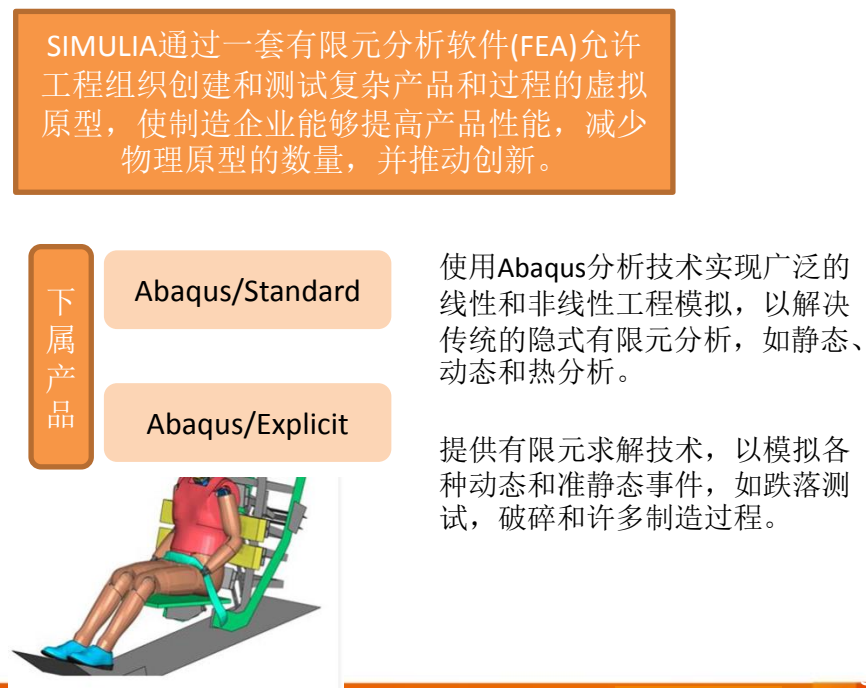 SIMULIA通过一套有限元分析软件(FEA)允许
工程组织创建和测试复杂产品和过程的虚拟
原型，使制造企业能够提高产品性能，减少
物理原型的数量，并推动创新。
下
属
产
品
Abaqus/Standard
使用Abaqus分析技术实现广泛的
线性和非线性工程模拟，以解决
传统的隐式有限元分析，如静态、
动态和热分析。
Abaqus/Explicit
提供有限元求解技术，以模拟各
种动态和准静态事件，如跌落测
试，破碎和许多制造过程。